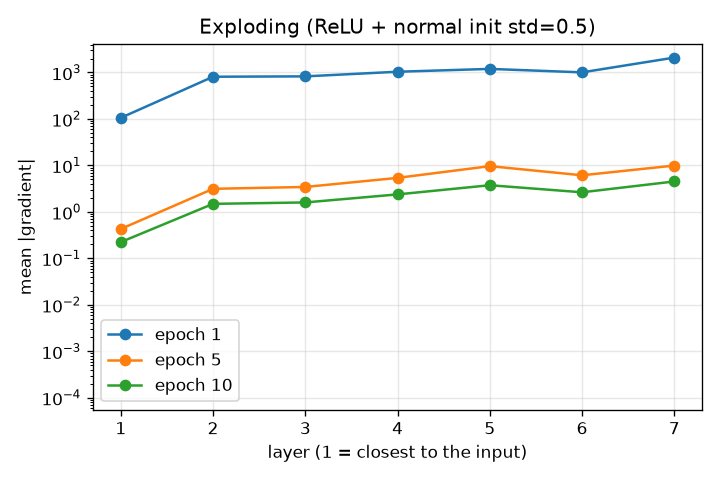 Exploding (ReLU + normal init std=0.5)
mean |gradient|
10³
10²
10¹
10⁰
10⁻¹
10⁻²
10⁻³
10⁻⁴
epoch 1
epoch 5
epoch 10
1 2 3 4 5 6 7
layer (1 = closest to the input)